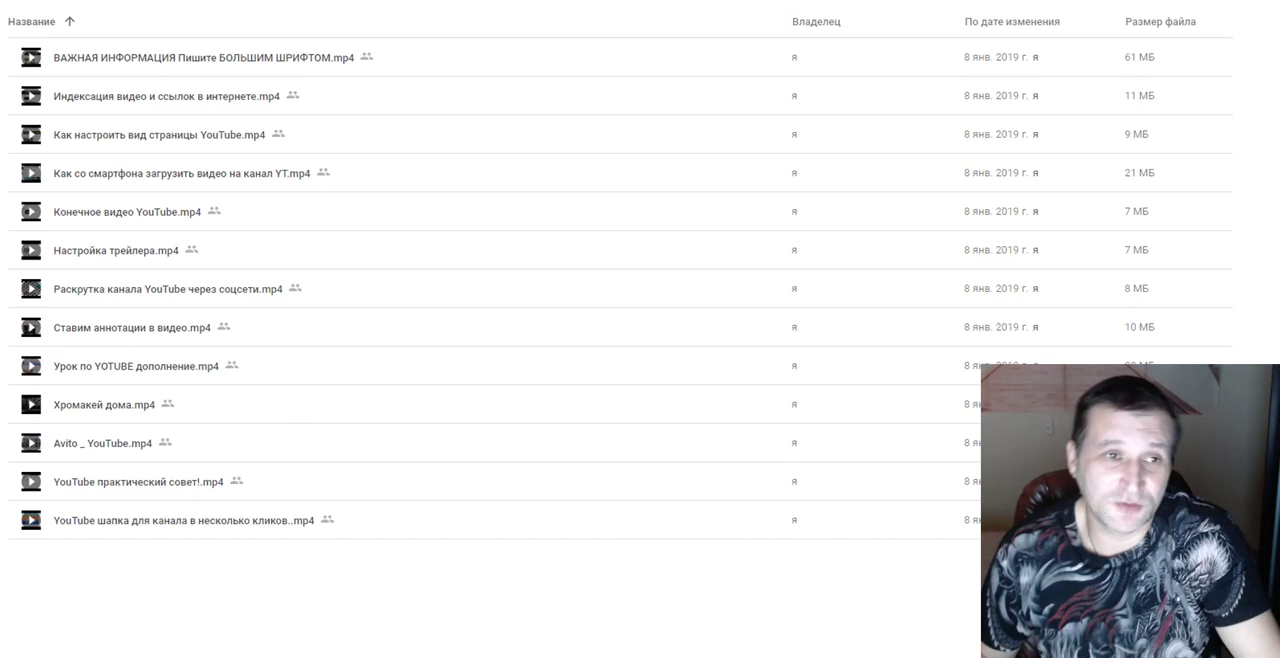 Название Владелец По дате изменения Размер файла
ВАЖНАЯ ИНФОРМАЦИЯ Пишите БОЛЬШИМ ШРИФТОМ.mp4 я 8 янв. 2019 г. я 61 МБ
Индексация видео и ссылок в интернете.mp4 я 8 янв. 2019 г. я 11 МБ
Как настроить вид страницы YouTube.mp4 я 8 янв. 2019 г. я 9 МБ
Как со смартфона загрузить видео на канал YT.mp4 я 8 янв. 2019 г. я 21 МБ
Конечное видео YouTube.mp4 я 8 янв. 2019 г. я 7 МБ
Настройка трейлера.mp4 я 8 янв. 2019 г. я 7 МБ
Раскрутка канала YouTube через соцсети.mp4 я 8 янв. 2019 г. я 8 МБ
Ставим аннотации в видео.mp4 я 8 янв. 2019 г. я 10 МБ
Урок по YOTUBE дополнение.mp4 я 8
Хромакей дома.mp4 я 8
Avito _ YouTube.mp4 я 8
YouTube практический совет!.mp4 я 8
YouTube шапка для канала в несколько кликов..mp4 я 8